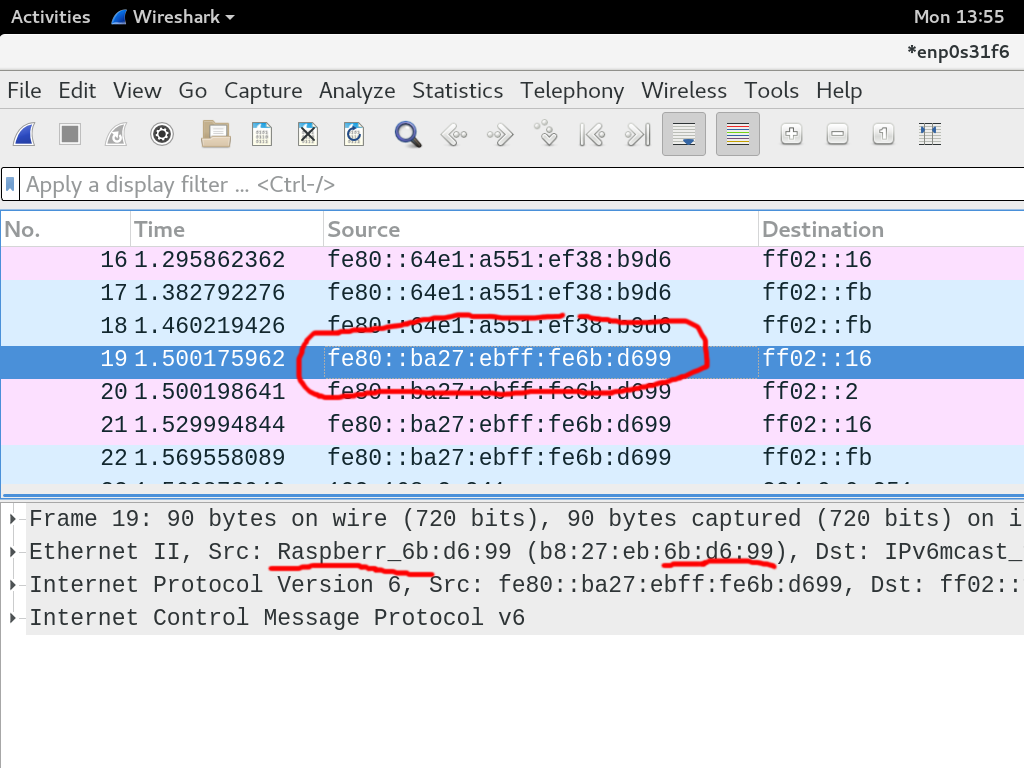 Activities Wireshark Mon 13:55
*enp0s31f6
File Edit View Go Capture Analyze Statistics Telephony Wireless Tools Help
Apply a display filter ... <Ctrl-/>
No. Time Source Destination
16 1.295862362 fe80::64e1:a551:ef38:b9d6 ff02::16
17 1.382792276 fe80::64e1:a551:ef38:b9d6 ff02::fb
18 1.460219426 fe80::64e1:a551:ef38:b9d6 ff02::fb
19 1.500175962 fe80::ba27:ebff:fe6b:d699 ff02::16
20 1.500198641 fe80::ba27:ebff:fe6b:d699 ff02::2
21 1.529994844 fe80::ba27:ebff:fe6b:d699 ff02::16
22 1.569558089 fe80::ba27:ebff:fe6b:d699 ff02::fb
Frame 19: 90 bytes on wire (720 bits), 90 bytes captured (720 bits) on i
Ethernet II, Src: Raspberr_6b:d6:99 (b8:27:eb:6b:d6:99), Dst: IPv6mcast_
Internet Protocol Version 6, Src: fe80::ba27:ebff:fe6b:d699, Dst: ff02::
Internet Control Message Protocol v6